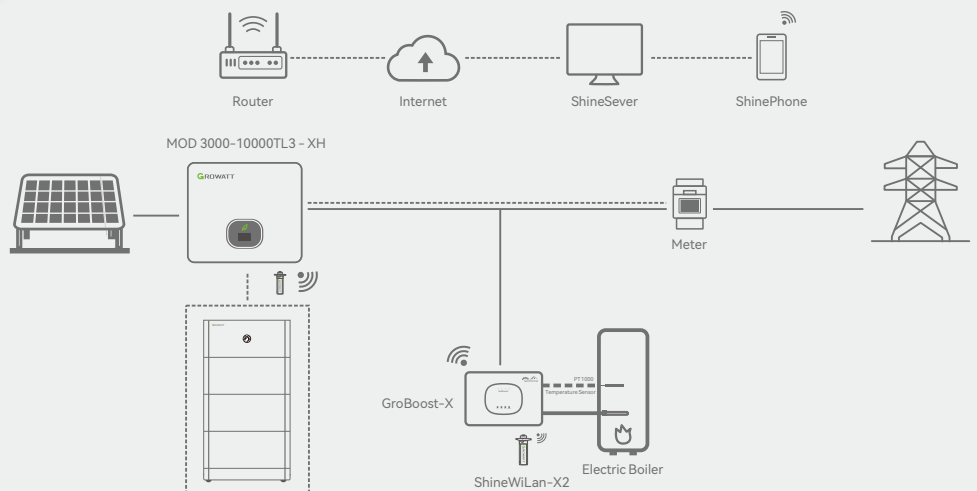 Router
Internet
ShineSever
ShinePhone
MOD 3000-10000TL3 - XH
GROWATT
Meter
PT1000
Temperature Sensor
GroBoost-X
Electric Boiler
ShineWiLan-X2